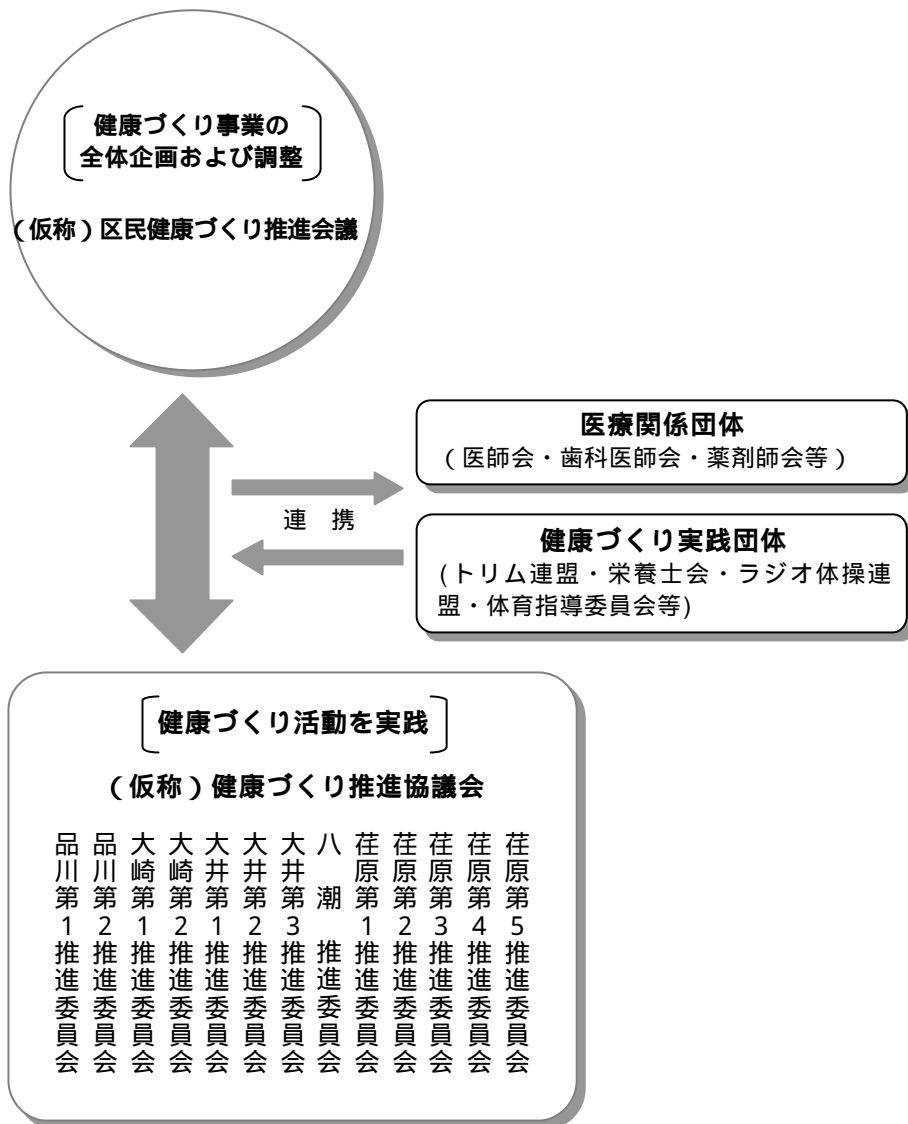 健康づくり事業の
全体企画および調整
（仮称）区民健康づくり推進会議
医療関係団体
（医師会・歯科医師会・薬剤師会等）
連　携
健康づくり実践団体
(トリム連盟・栄養士会・ラジオ体操連
盟・体育指導委員会等)
健康づくり活動を実践
（仮称）健康づくり推進協議会
品川第1推進委員会
品川第2推進委員会
大崎第1推進委員会
大崎第2推進委員会
大井第1推進委員会
大井第2推進委員会
大井第3推進委員会
八　潮　推進委員会
荏原第1推進委員会
荏原第2推進委員会
荏原第3推進委員会
荏原第4推進委員会
荏原第5推進委員会